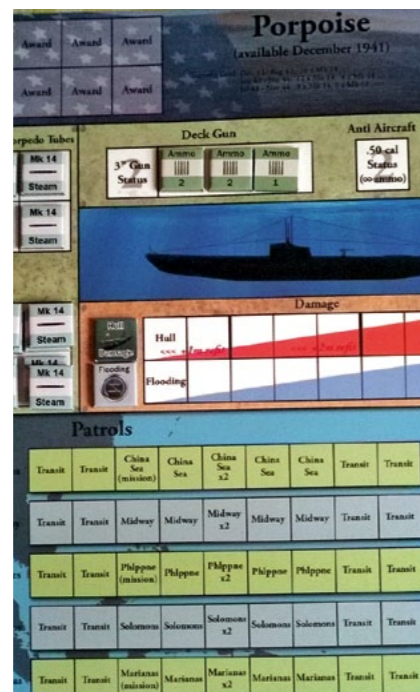 Porpoise
(available December 1941)
Award Award Award
Award Award Award
Torpedo Tubes
Deck Gun
Anti Aircraft
Mk 14
Steam
Mk 14
Steam
3" Gun
Status
Ammo
2
Ammo
2
Ammo
1
.50 cal
Status
(∞ ammo)
Mk 14
Steam
Mk 14
Mk 14
Steam
Damage
Hull
Damage
Flooding
Hull
Flooding
Patrols
Transit Transit China Sea (mission) China Sea China Sea x2 China Sea China Sea Transit Transit
Transit Transit Midway Midway Midway x2 Midway Midway Transit Transit
Transit Transit Phlppne (mission) Phlppne Phlppne x2 Phlppne Phlppne Transit Transit
Transit Transit Solomons Solomons Solomons x2 Solomons Solomons Transit Transit
Transit Transit Marianas (mission) Marianas Marianas x2 Marianas Marianas Transit Transit